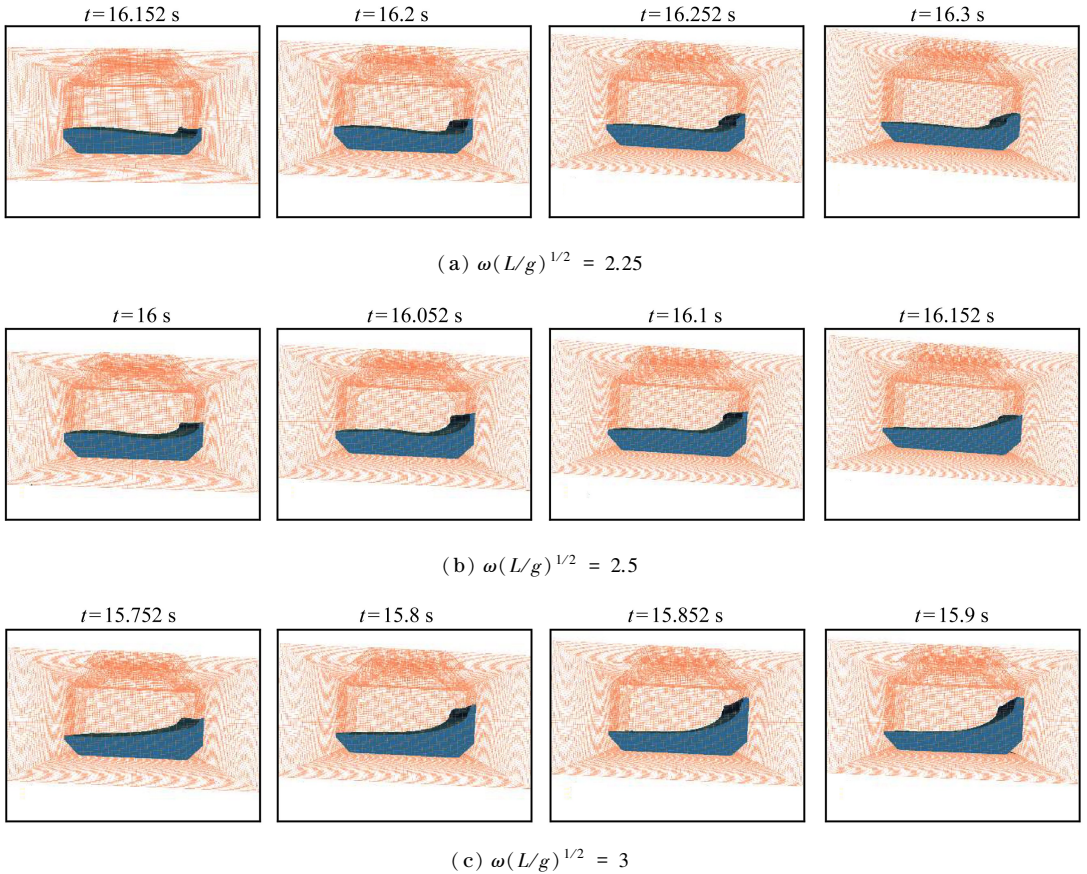 t=16.152 s t=16.2 s t=16.252 s t=16.3 s
(a) ω(L/g)^{1/2} = 2.25
t=16 s t=16.052 s t=16.1 s t=16.152 s
(b) ω(L/g)^{1/2} = 2.5
t=15.752 s t=15.8 s t=15.852 s t=15.9 s
(c) ω(L/g)^{1/2} = 3